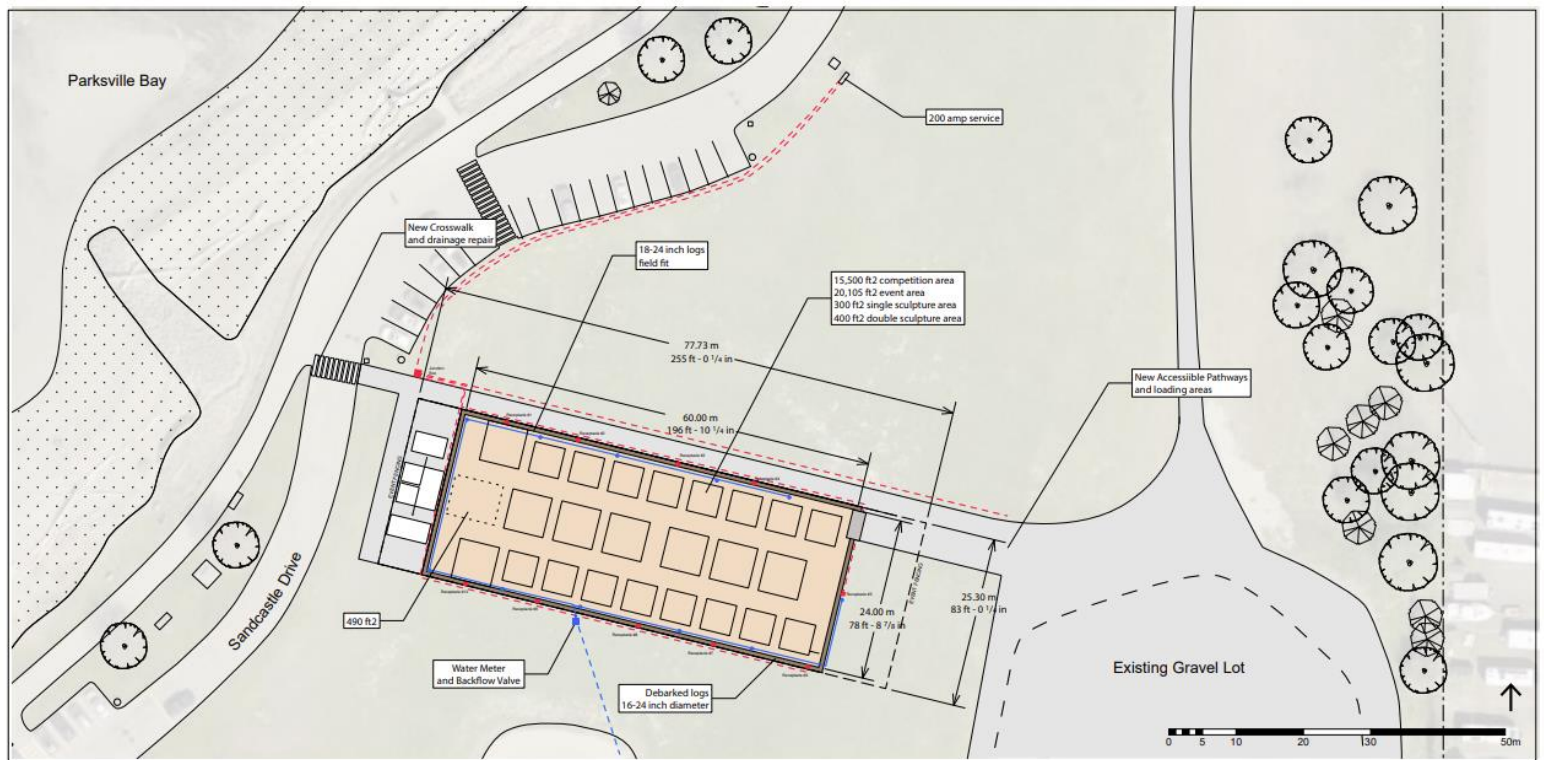 Parksville Bay
200 amp service
New Crosswalk
and drainage repair
18-24 inch logs
field fit
15,500 ft2 competition area
20,105 ft2 event area
300 ft2 single sculpture area
400 ft2 double sculpture area
77.73 m
255 ft - 0 1/4 in
New Accessible Pathways
and loading areas
60.00 m
196 ft - 10 1/4 in
EVENT FENCING
EVENT FENCING
24.00 m
78 ft - 8 7/8 in
25.30 m
83 ft - 0 1/4 in
Sandcastle Drive
490 ft2
Water Meter
and Backflow Valve
Debarked logs
16-24 inch diameter
Existing Gravel Lot
0 5 10 20 30 50m